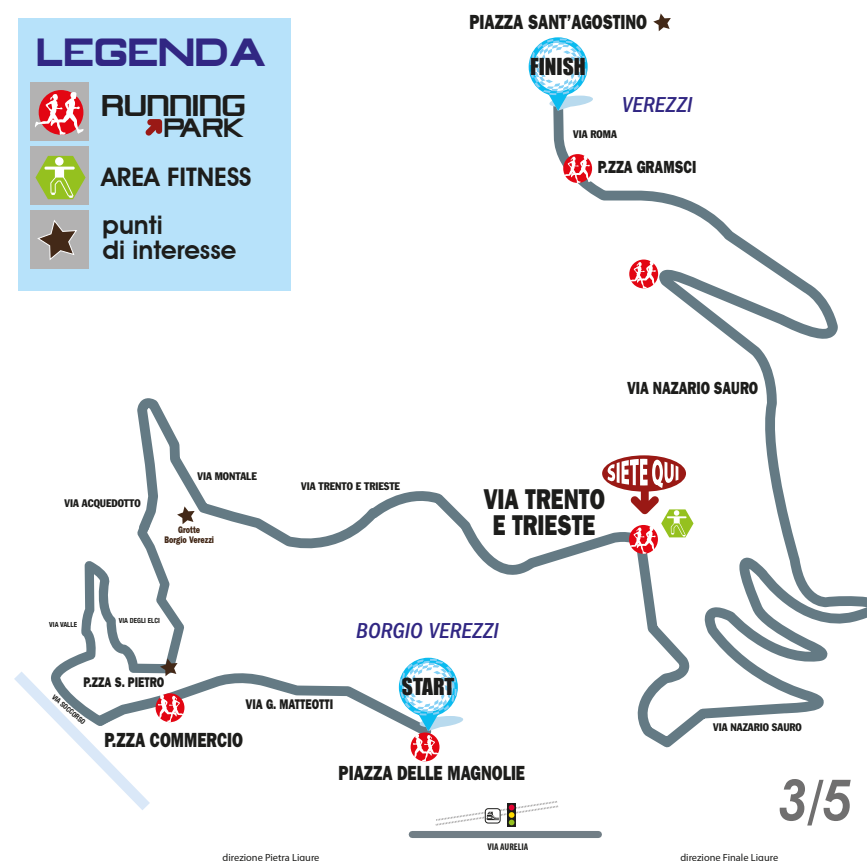 PIAZZA SANT'AGOSTINO
LEGENDA
RUNNING
PARK
AREA FITNESS
punti
di interesse
FINISH
VEREZZI
VIA ROMA
P.ZZA GRAMSCI
VIA NAZARIO SAURO
SIETE QUI
VIA TRENTO
E TRIESTE
VIA TRENTO E TRIESTE
VIA MONTALE
VIA ACQUEDOTTO
Grotte
Borgio Verezzi
VIA VALLE
VIA DEGLI ELCI
BORGIO VEREZZI
P.ZZA S. PIETRO
START
VIA SOCCORSO
VIA G. MATTEOTTI
P.ZZA COMMERCIO
VIA NAZARIO SAURO
PIAZZA DELLE MAGNOLIE
3/5
VIA AURELIA
direzione Pietra Ligure
direzione Finale Ligure